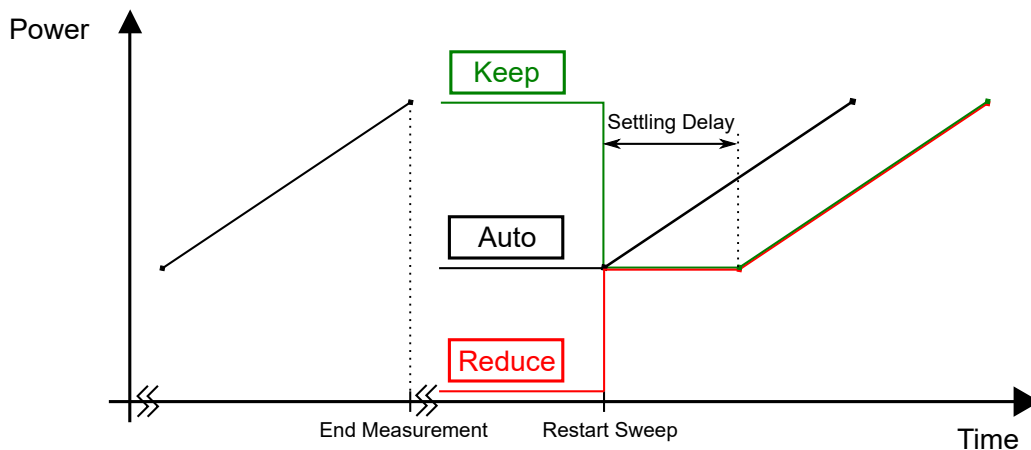 Power
Keep
Settling Delay
Auto
Reduce
End Measurement
Restart Sweep
Time